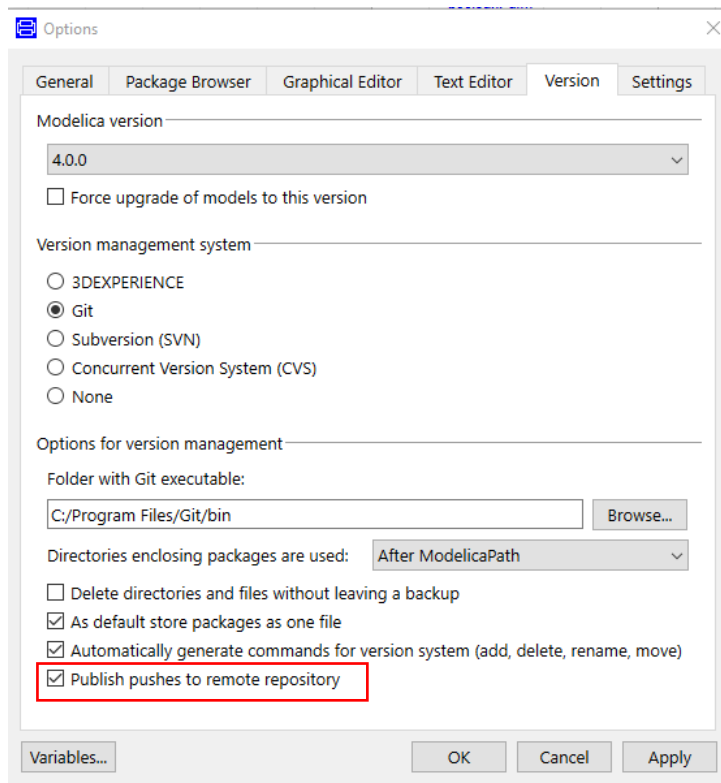 Options
General Package Browser Graphical Editor Text Editor Version Settings
Modelica version
4.0.0
Force upgrade of models to this version
Version management system
3DEXPERIENCE
Git
Subversion (SVN)
Concurrent Version System (CVS)
None
Options for version management
Folder with Git executable:
C:/Program Files/Git/bin Browse...
Directories enclosing packages are used: After ModelicaPath
Delete directories and files without leaving a backup
As default store packages as one file
Automatically generate commands for version system (add, delete, rename, move)
Publish pushes to remote repository
Variables... OK Cancel Apply